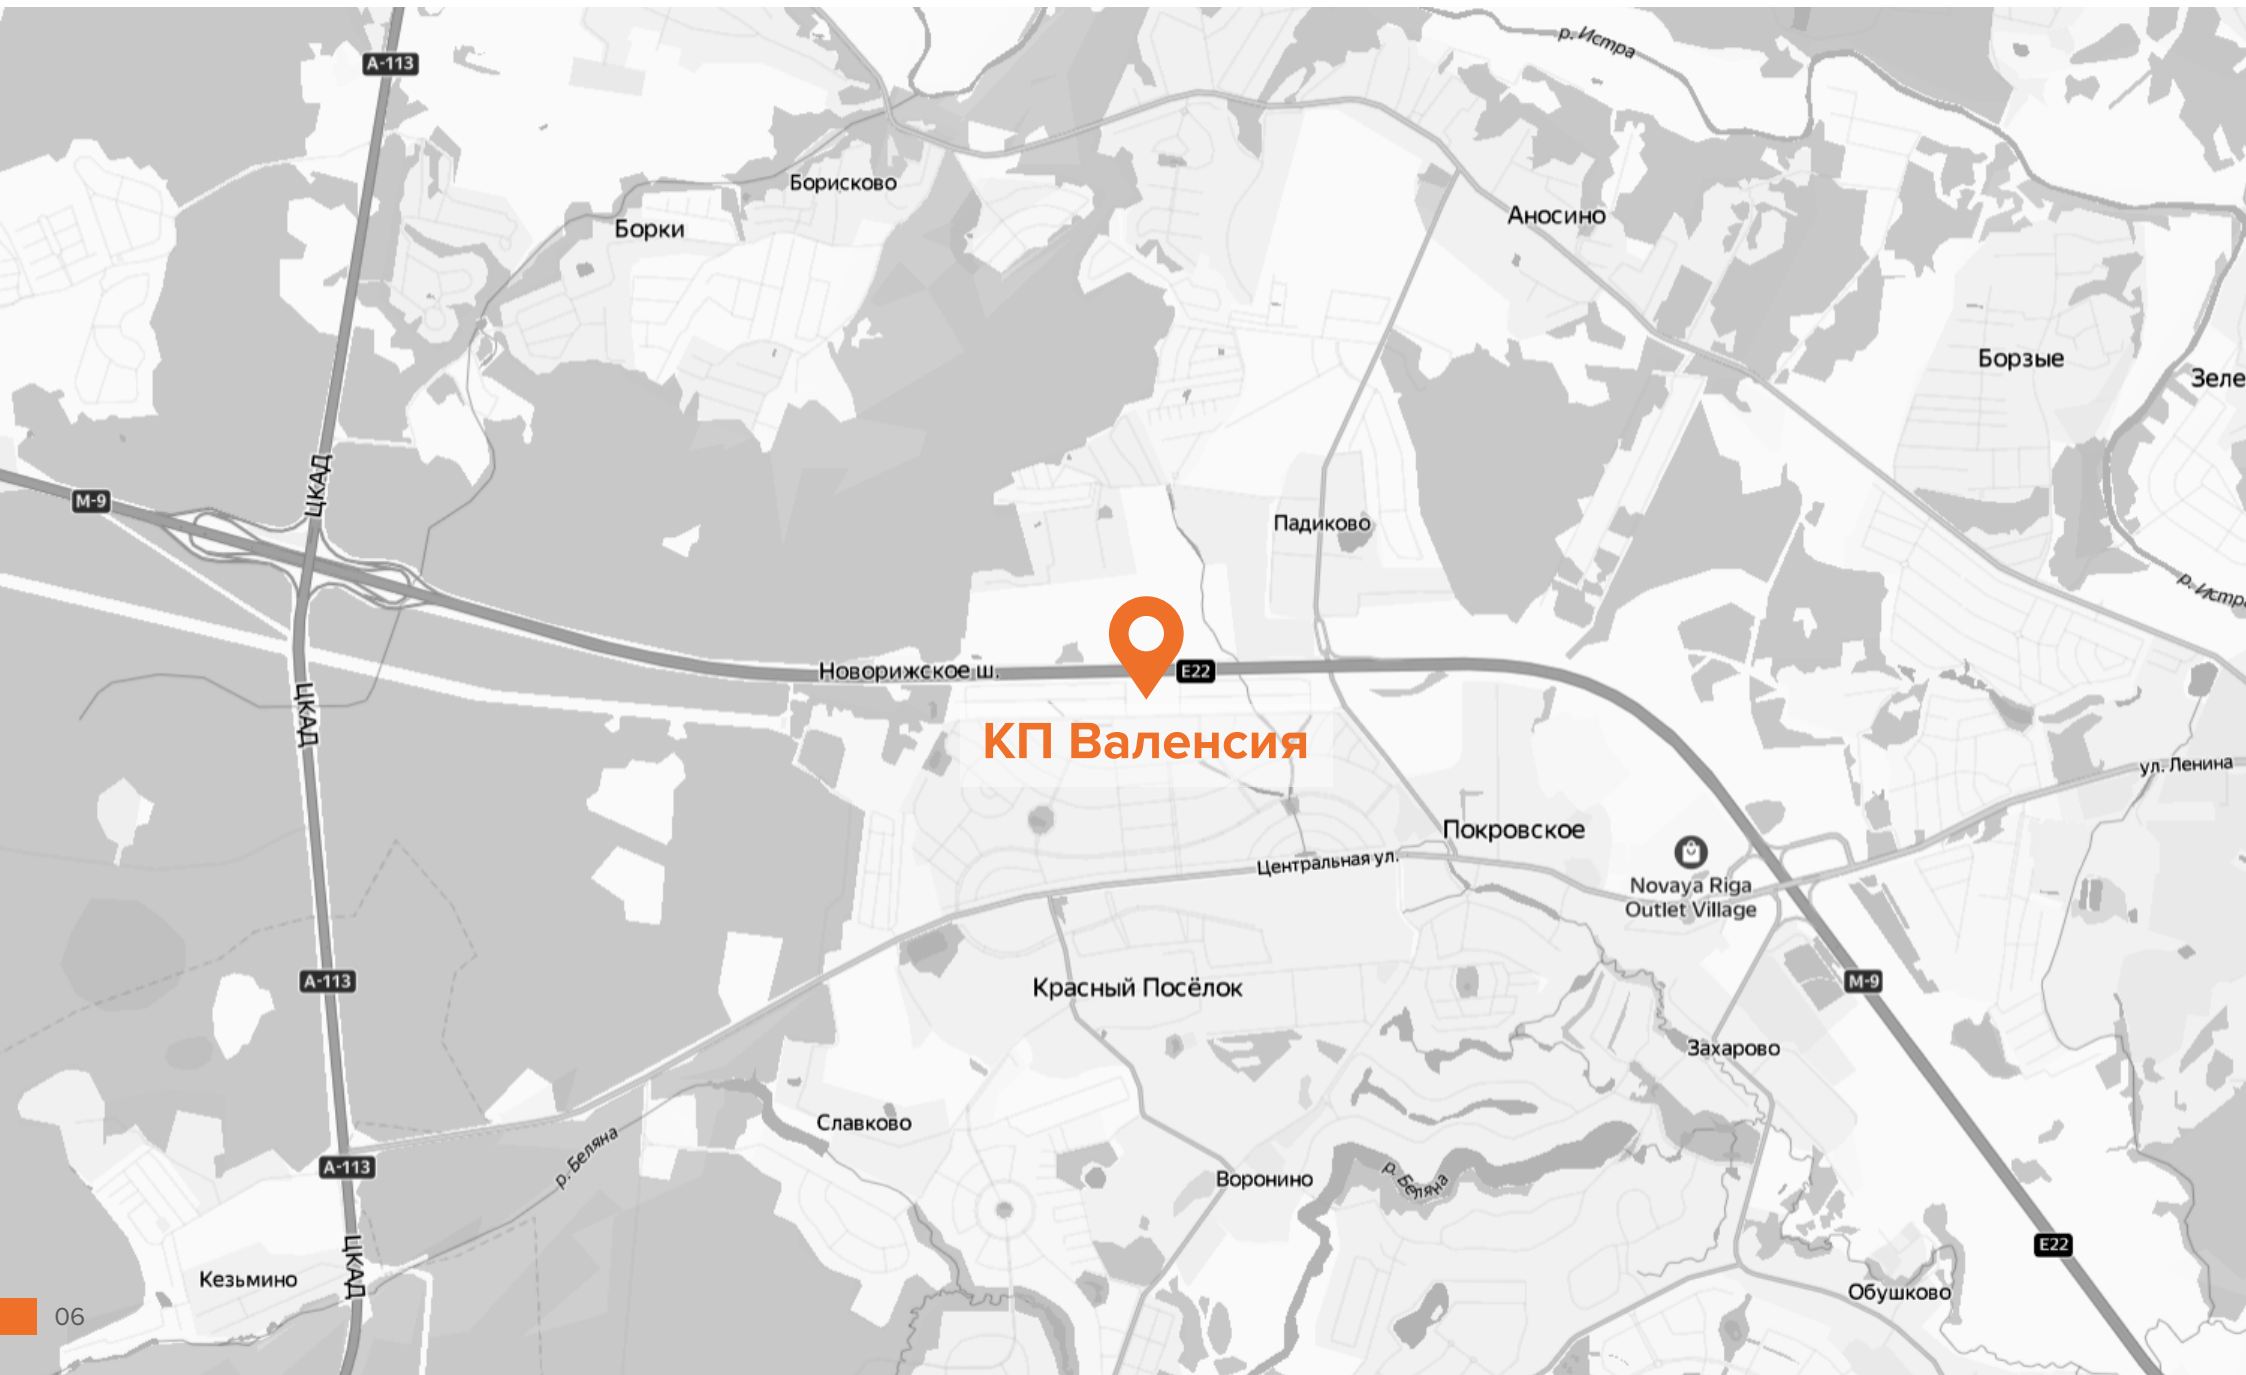 р. Истра
А-113
Борисково
Аносино
Борки
Борзые
Зеле
ЦКАД
М-9
Падиково
р. Истра
Новорижское ш.
Е22
ЦКАД
КП Валенсия
ул. Ленина
Покровское
Центральная ул.
Novaya Riga
Outlet Village
А-113
Красный Посёлок
М-9
Захарово
Славково
р. Беляна
А-113
Воронино
р. Беляна
Е22
ЦКАД
Кезьмино
Обушково
06